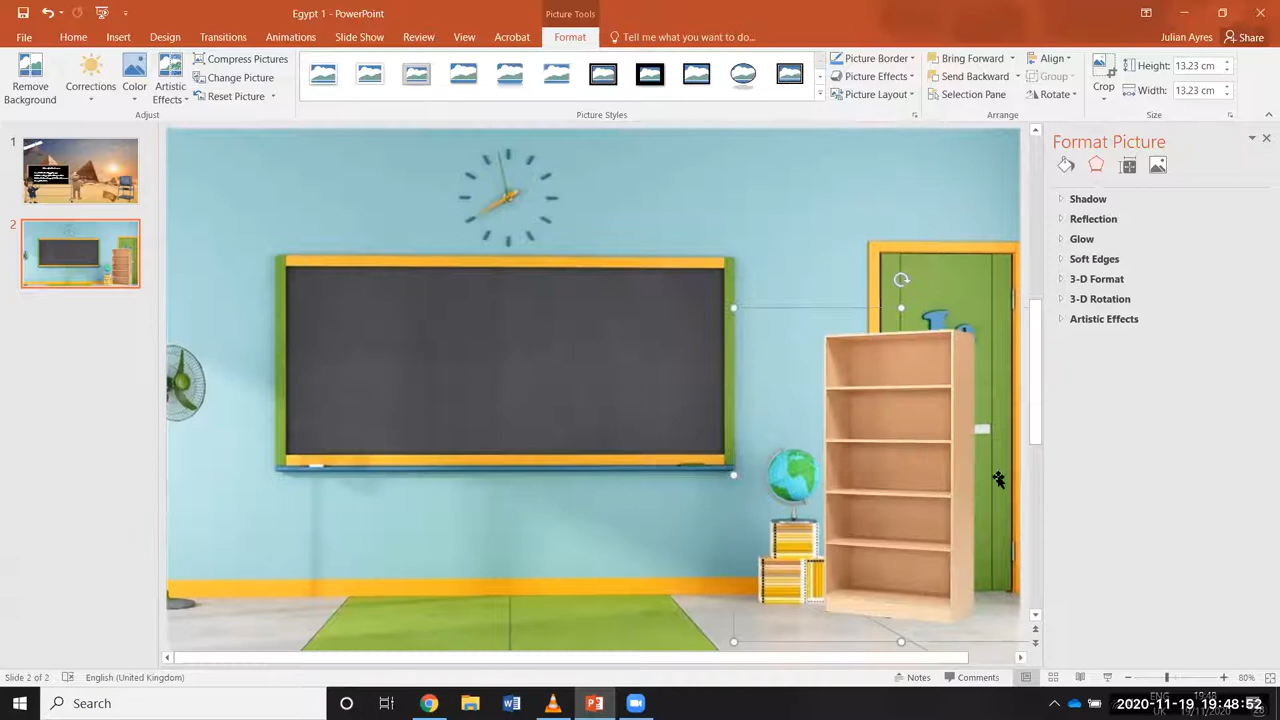 Egypt 1 - PowerPoint
Picture Tools
File Home Insert Design Transitions Animations Slide Show Review View Acrobat Format Tell me what you want to do...
Julian Ayres Share
Remove Background
Corrections
Color
Artistic Effects
Compress Pictures
Change Picture
Reset Picture
Adjust
Picture Styles
Picture Border
Picture Effects
Picture Layout
Bring Forward
Send Backward
Selection Pane
Align
Group
Rotate
Arrange
Crop
Height: 13.23 cm
Width: 13.23 cm
Size
1
2
Format Picture
Shadow
Reflection
Glow
Soft Edges
3-D Format
3-D Rotation
Artistic Effects
Slide 2 of 2 English (United Kingdom)
Notes Comments 80%
Search
ENG 19:48
2020-11-19 19:48:52